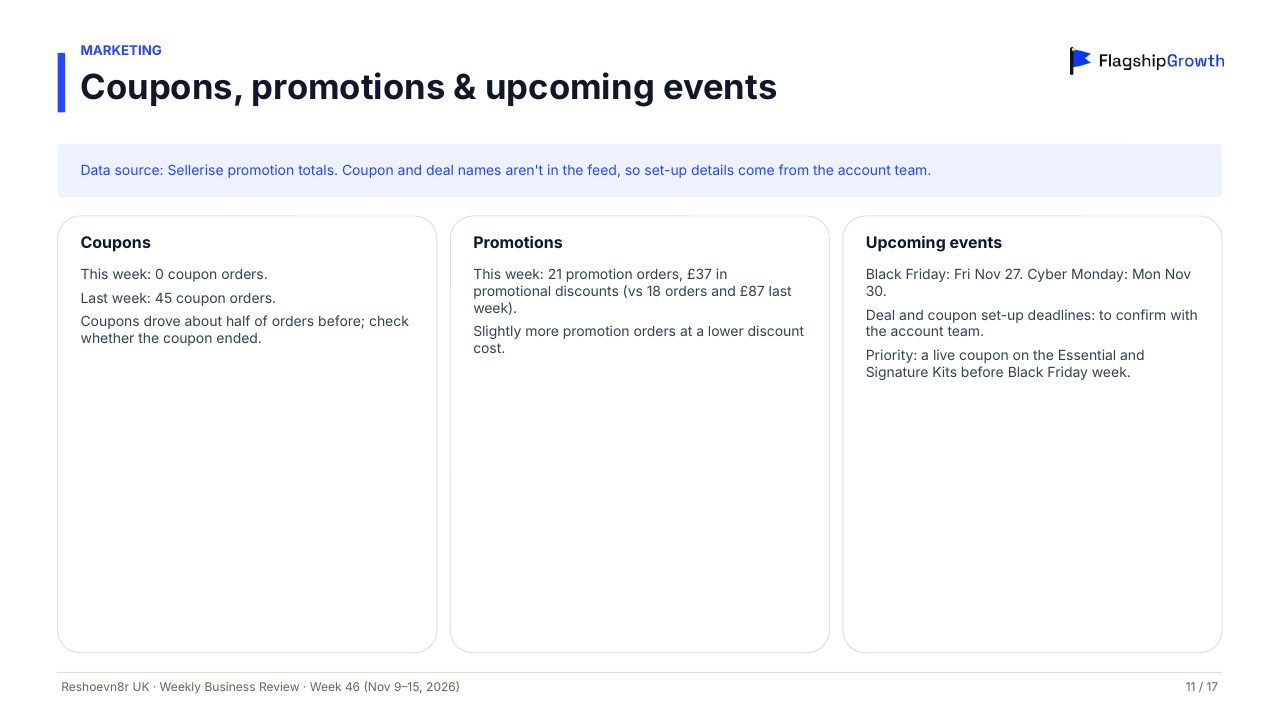 MARKETING
Coupons, promotions & upcoming events
FlagshipGrowth
Data source: Sellerise promotion totals. Coupon and deal names aren't in the feed, so set-up details come from the account team.
Coupons
This week: 0 coupon orders.
Last week: 45 coupon orders.
Coupons drove about half of orders before; check
whether the coupon ended.
Promotions
This week: 21 promotion orders, £37 in
promotional discounts (vs 18 orders and £87 last
week).
Slightly more promotion orders at a lower discount
cost.
Upcoming events
Black Friday: Fri Nov 27. Cyber Monday: Mon Nov
30.
Deal and coupon set-up deadlines: to confirm with
the account team.
Priority: a live coupon on the Essential and
Signature Kits before Black Friday week.
Reshoevn8r UK · Weekly Business Review · Week 46 (Nov 9–15, 2026)
11 / 17